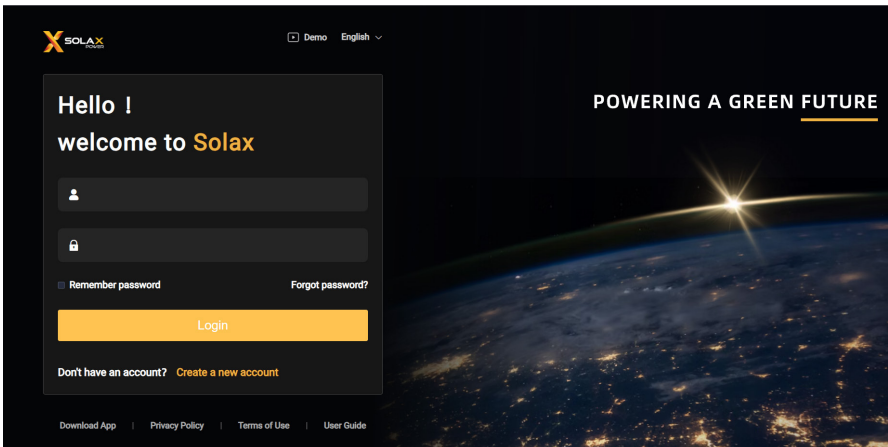 SOLAX
POWER
Demo English
POWERING A GREEN FUTURE
Hello !
welcome to Solax
Remember password Forgot password?
Login
Don't have an account? Create a new account
Download App | Privacy Policy | Terms of Use | User Guide